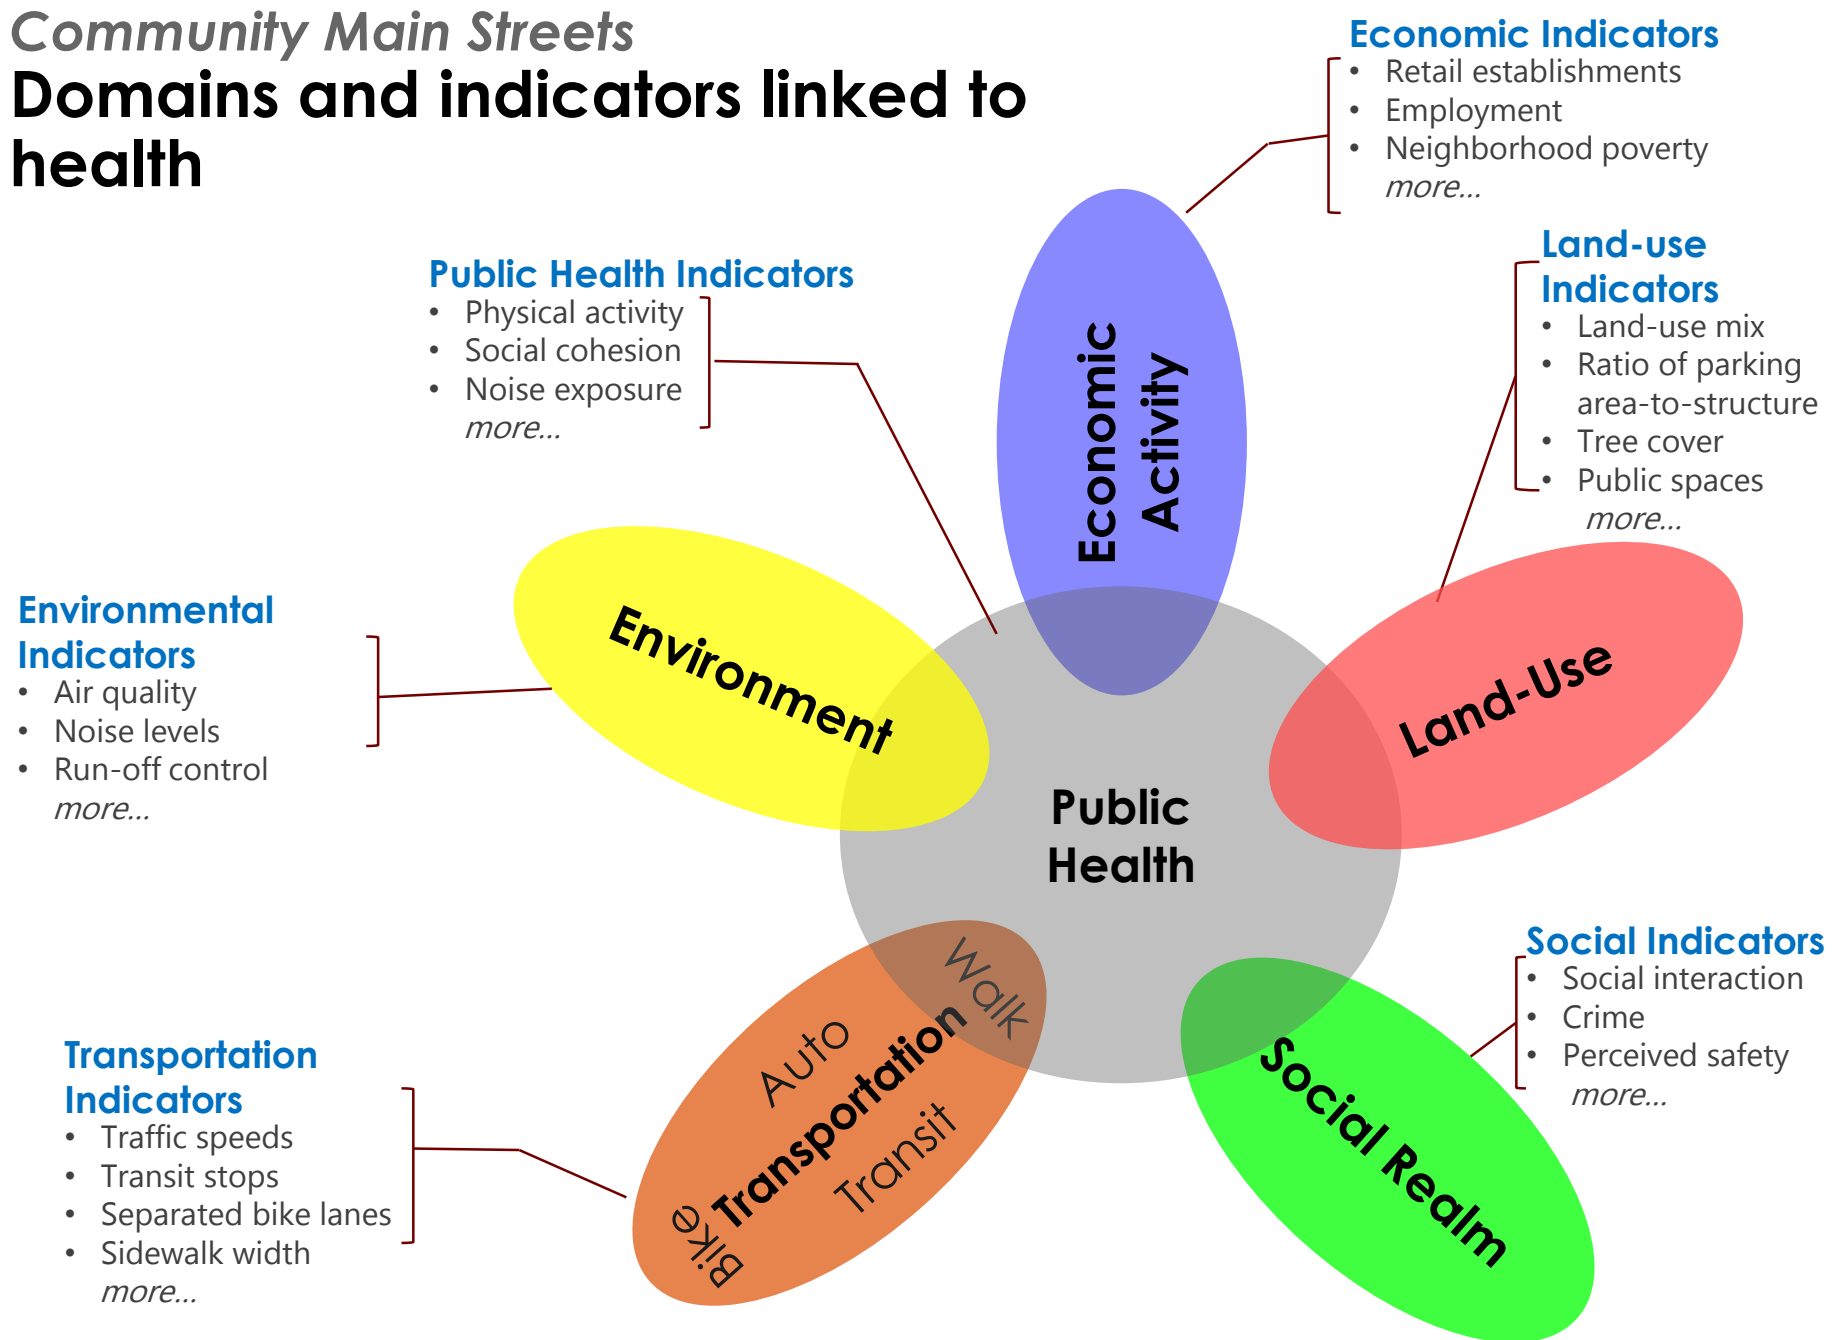 Community Main Streets
Domains and indicators linked to
health
Economic Indicators
• Retail establishments
• Employment
• Neighborhood poverty
more...
Land-use
Indicators
• Land-use mix
• Ratio of parking
area-to-structure
• Tree cover
• Public spaces
more...
Public Health Indicators
• Physical activity
• Social cohesion
• Noise exposure
more...
Economic
Activity
Environmental
Indicators
• Air quality
• Noise levels
• Run-off control
more...
Environment
Land-Use
Public
Health
Social Indicators
• Social interaction
• Crime
• Perceived safety
more...
Social Realm
Transportation
Indicators
• Traffic speeds
• Transit stops
• Separated bike lanes
• Sidewalk width
more...
Walk
Auto
Transportation
Transit
Bike